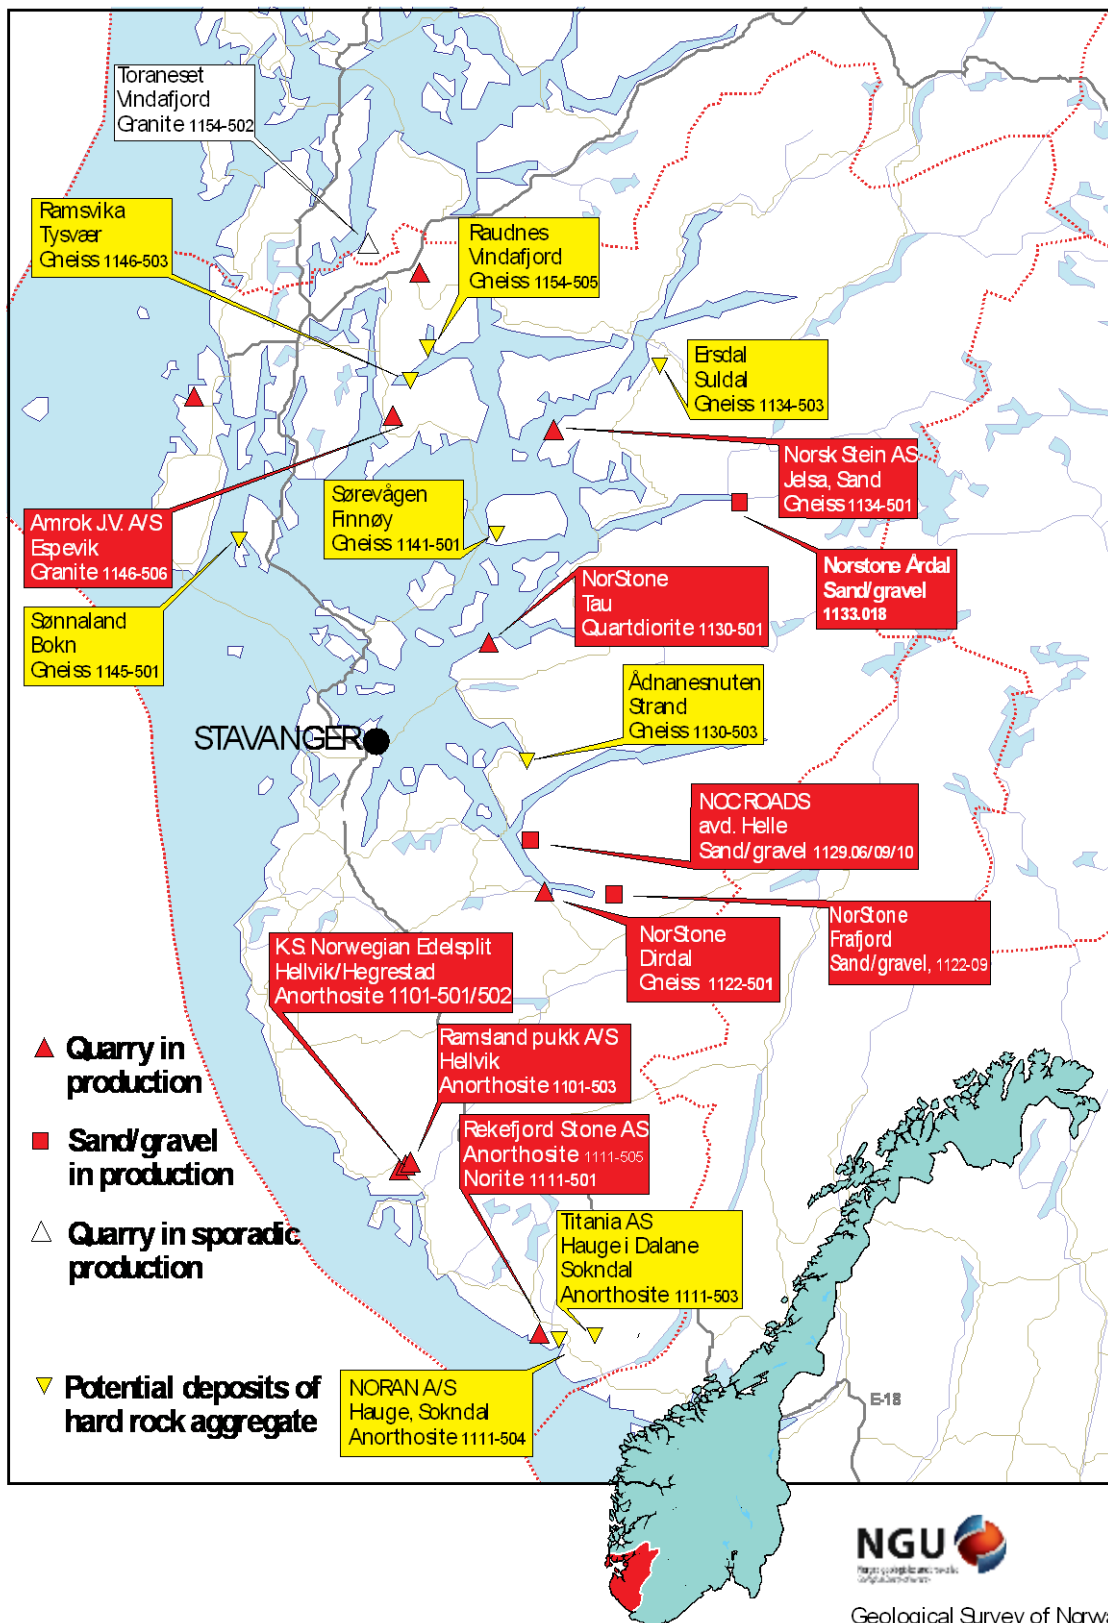 Toraneset
Vindafjord
Granite 1154-502
Ramsvika
Tysvær
Gneiss 1146-503
Raudnes
Vindafjord
Gneiss 1154-505
Ersdal
Suldal
Gneiss 1134-503
Norsk Stein AS
Jelsa, Sand
Gneiss 1134-501
Sørevågen
Finnøy
Gneiss 1141-501
Amrok J.V. A/S
Espevik
Granite 1146-506
Norstone Årdal
Sand/gravel
1133.018
NorStone
Tau
Quartdiorite 1130-501
Sønnaland
Bokn
Gneiss 1145-501
Ådnanesnuten
Strand
Gneiss 1130-503
STAVANGER
NCC ROADS
avd. Helle
Sand/gravel 1129.06/09/10
NorStone
Frafjord
Sand/gravel, 1122-09
NorStone
Dirdal
Gneiss 1122-501
K.S. Norwegian Edelsplit
Hellvik/Hegrestad
Anorthosite 1101-501/502
Ramsland pukk A/S
Hellvik
Anorthosite 1101-503
Rekefjord Stone AS
Anorthosite 1111-505
Norite 1111-501
Titania AS
Hauge i Dalane
Sokndal
Anorthosite 1111-503
NORAN A/S
Hauge, Sokndal
Anorthosite 1111-504
E-18
Quarry in
production
Sand/gravel
in production
Quarry in sporadic
production
Potential deposits of
hard rock aggregate
NGU
Geological Survey of Norwa